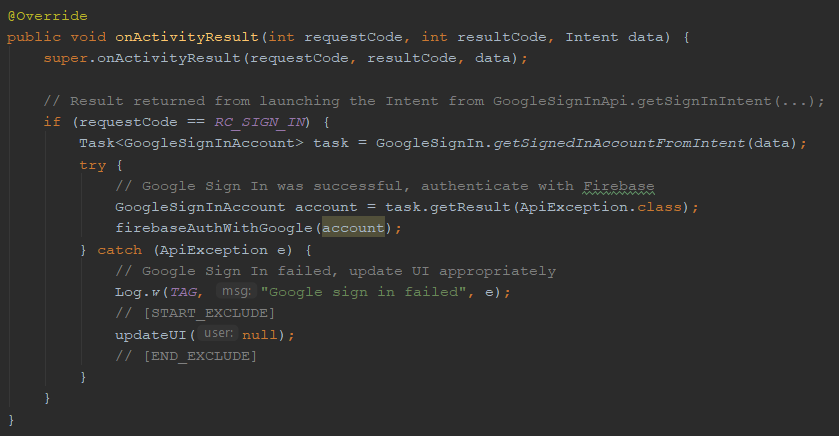 @Override
public void onActivityResult(int requestCode, int resultCode, Intent data) {
super.onActivityResult(requestCode, resultCode, data);
// Result returned from launching the Intent from GoogleSignInApi.getSignInIntent(...);
if (requestCode == RC_SIGN_IN) {
Task<GoogleSignInAccount> task = GoogleSignIn.getSignedInAccountFromIntent(data);
try {
// Google Sign In was successful, authenticate with Firebase
GoogleSignInAccount account = task.getResult(ApiException.class);
firebaseAuthWithGoogle(account);
} catch (ApiException e) {
// Google Sign In failed, update UI appropriately
Log.w(TAG, msg: "Google sign in failed", e);
// [START_EXCLUDE]
updateUI( user: null);
// [END_EXCLUDE]
}
}
}